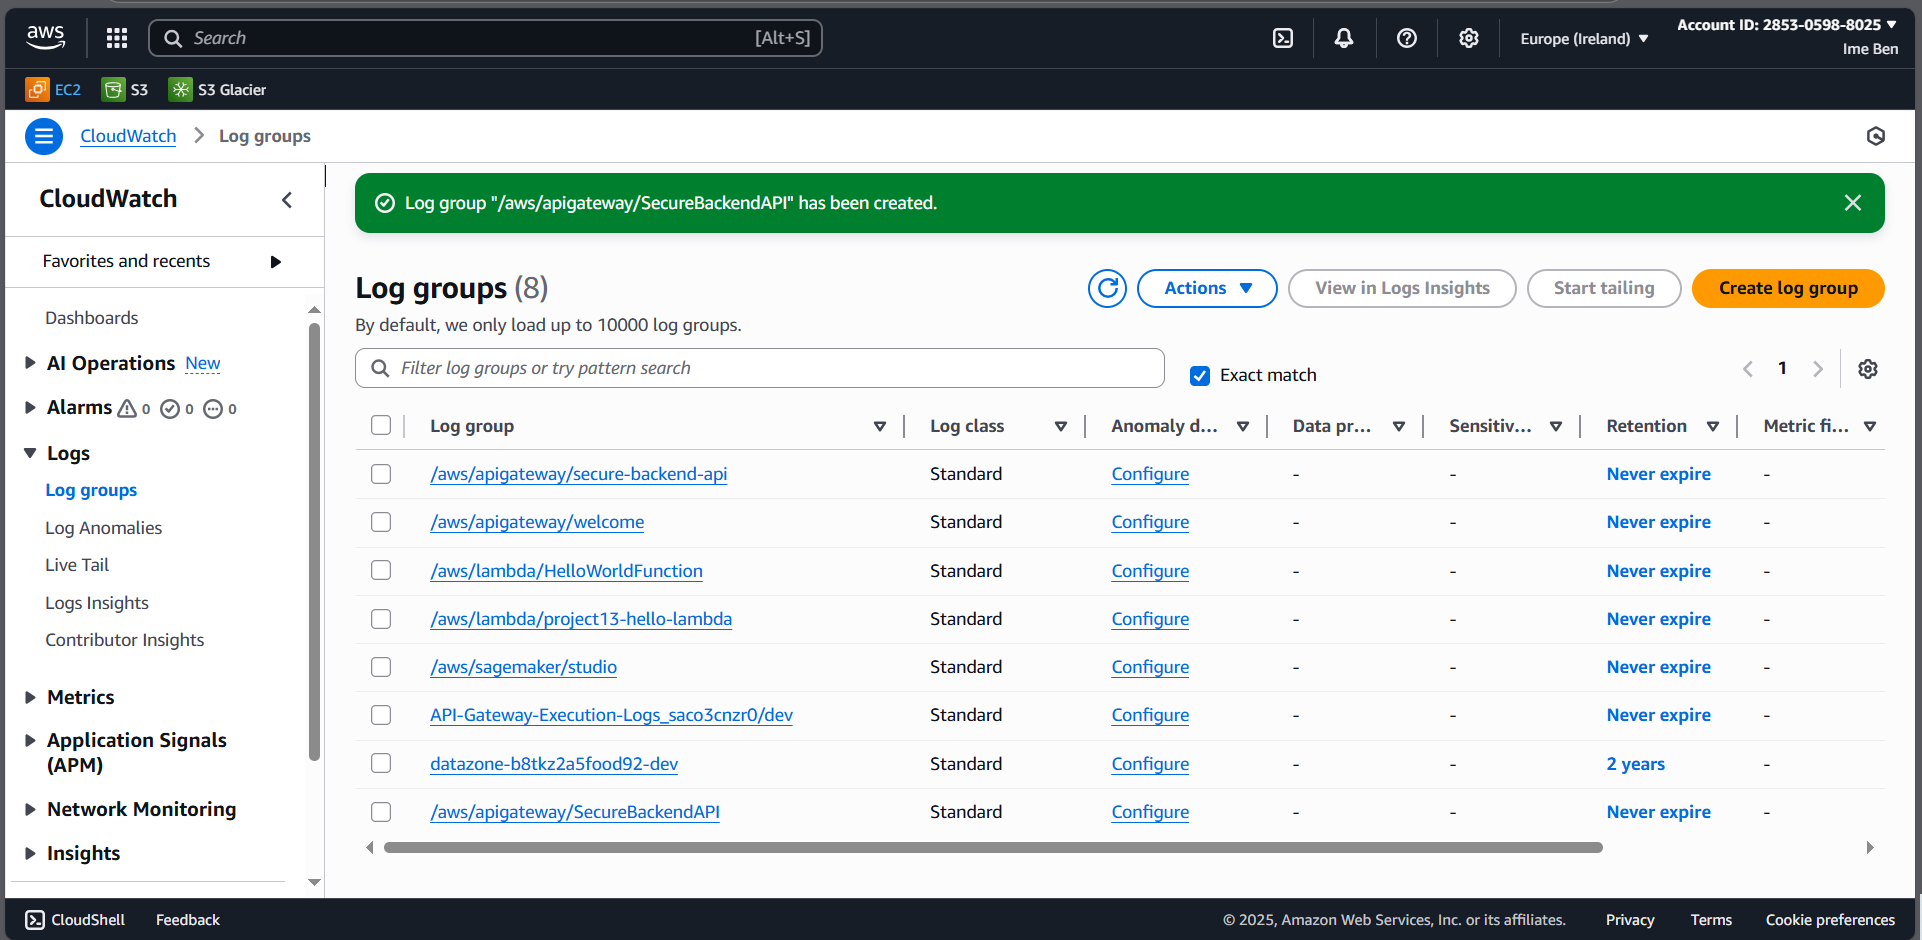 aws
Search [Alt+S]
Europe (Ireland)
Account ID: 2853-0598-8025
Ime Ben
EC2 S3 S3 Glacier
CloudWatch Log groups
CloudWatch
Favorites and recents
Dashboards
AI Operations New
Alarms 0 0 0
Logs
Log groups
Log Anomalies
Live Tail
Logs Insights
Contributor Insights
Metrics
Application Signals
(APM)
Network Monitoring
Insights
Log group "/aws/apigateway/SecureBackendAPI" has been created.
Log groups (8)
Actions View in Logs Insights Start tailing Create log group
By default, we only load up to 10000 log groups.
Filter log groups or try pattern search Exact match 1
Log group Log class Anomaly d... Data pr... Sensitiv... Retention Metric fi...
/aws/apigateway/secure-backend-api Standard Configure - - Never expire -
/aws/apigateway/welcome Standard Configure - - Never expire -
/aws/lambda/HelloWorldFunction Standard Configure - - Never expire -
/aws/lambda/project13-hello-lambda Standard Configure - - Never expire -
/aws/sagemaker/studio Standard Configure - - Never expire -
API-Gateway-Execution-Logs_saco3cnzr0/dev Standard Configure - - Never expire -
datazone-b8tkz2a5food92-dev Standard Configure - - 2 years -
/aws/apigateway/SecureBackendAPI Standard Configure - - Never expire -
CloudShell Feedback © 2025, Amazon Web Services, Inc. or its affiliates. Privacy Terms Cookie preferences